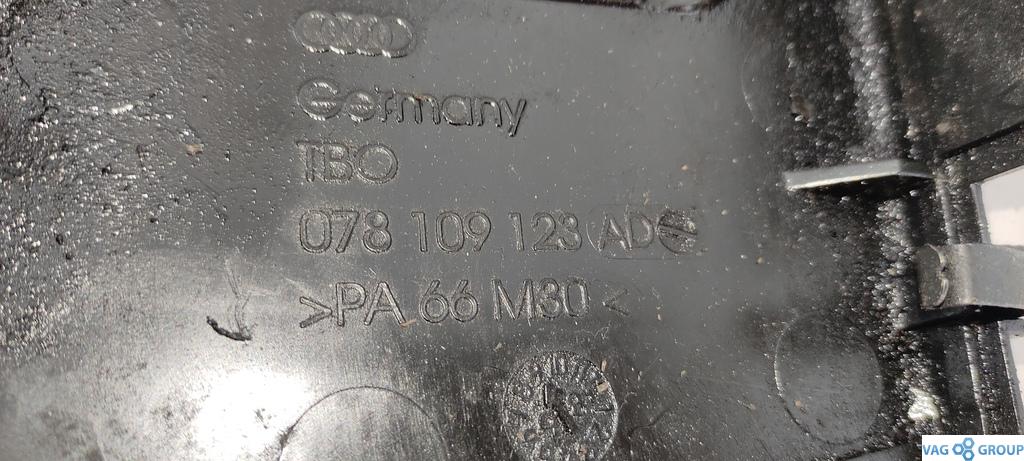 Germany
TBO
078 109 123 AD
>PA 66 M30<
VAG GROUP